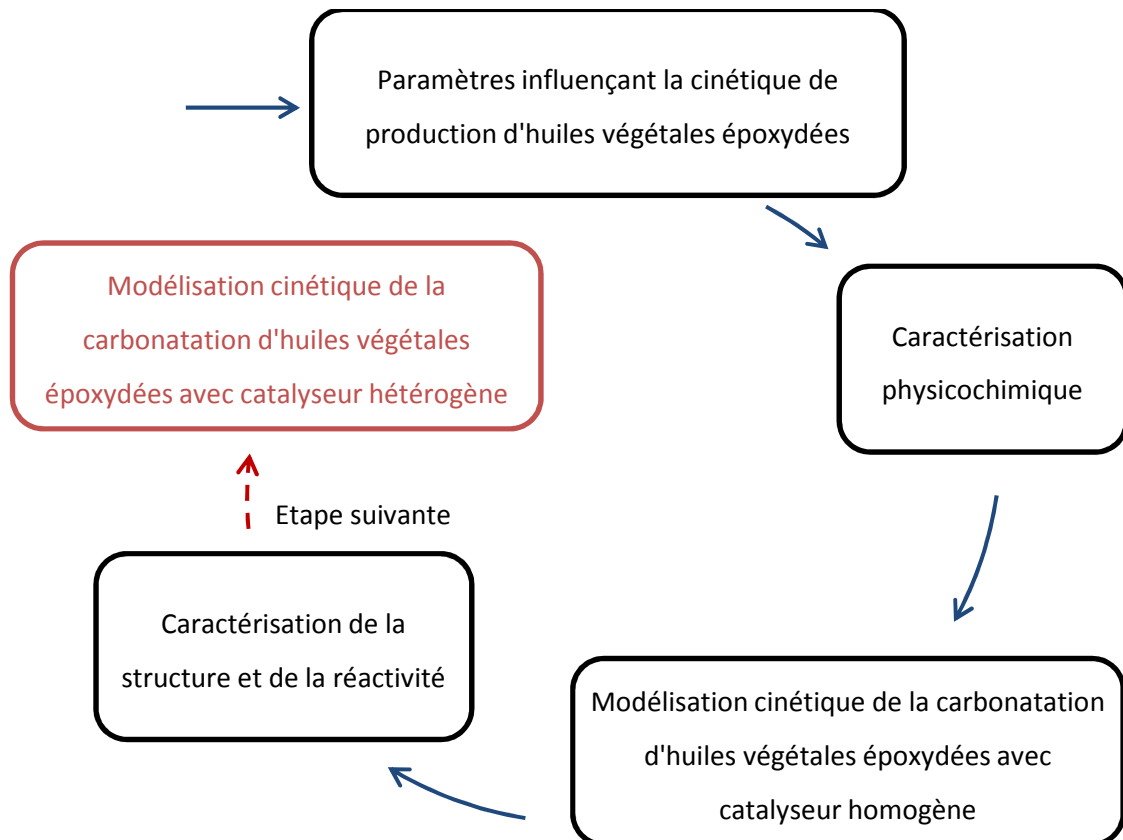 Paramètres influençant la cinétique de
production d'huiles végétales époxydées
Modélisation cinétique de la
carbonatation d'huiles végétales
époxydées avec catalyseur hétérogène
Caractérisation
physicochimique
Etape suivante
Caractérisation de la
structure et de la réactivité
Modélisation cinétique de la carbonatation
d'huiles végétales époxydées avec
catalyseur homogène